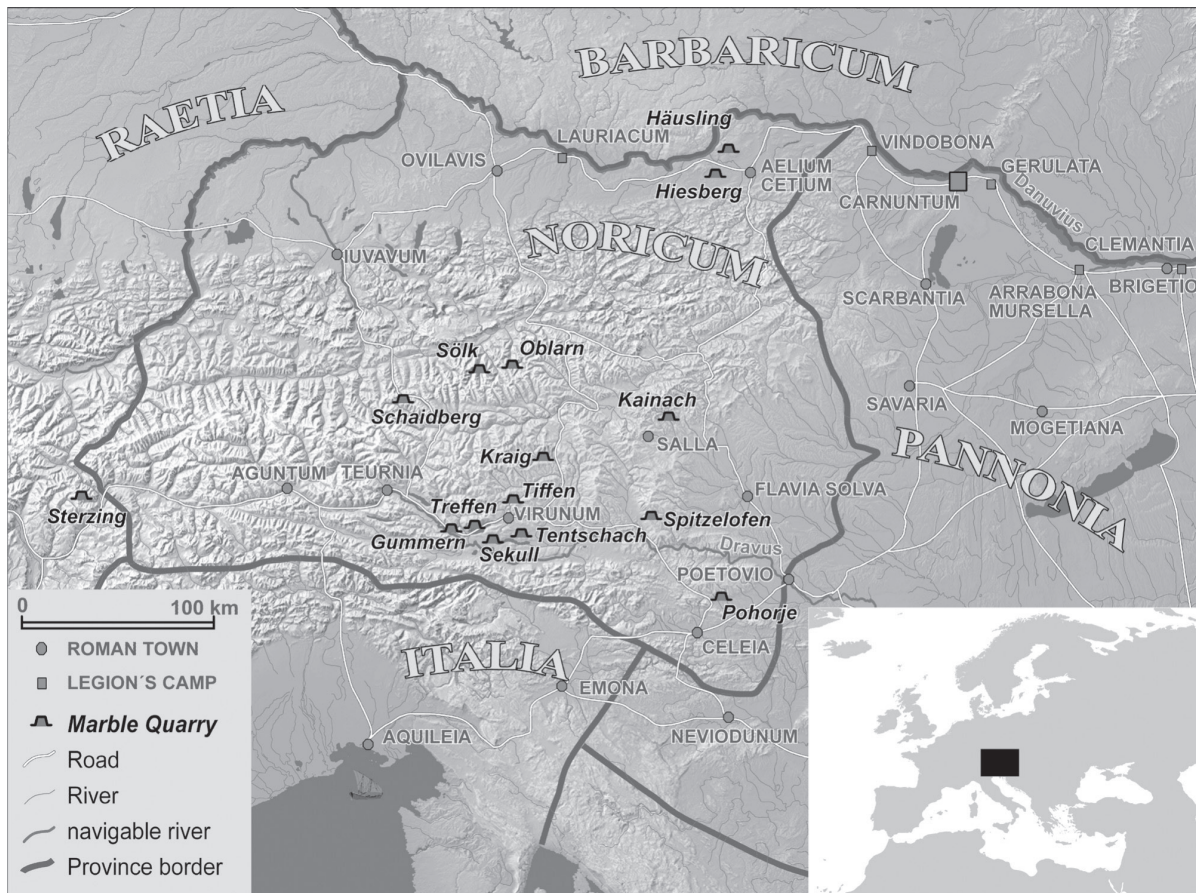 BARBARICUM
RAETIA
Häusling
LAURIACUM
VINDOBONA
OVILAVIS
AELIUM
CETIUM
GERULATA
Hiesberg
CARNUNTUM
Danuvius
NORICUM
CLEMANTIA
IUVAVUM
BRIGETIO
SCARBANTIA
ARRABONA
MURSELLA
Sölk
Oblarn
Schaidberg
Kainach
SAVARIA
MOGETIANA
SALLA
PANNONIA
Kraig
AGUNTUM
TEURNIA
Tiffen
FLAVIA SOLVA
Sterzing
Treffen
VIRUNUM
Spitzelofen
Gummern
Tentschach
Sekull
Dravus
POETOVIO
Pohorje
CELEIA
ITALIA
EMONA
NEVIODUNUM
AQUILEIA
0 100 km
ROMAN TOWN
LEGION´S CAMP
Marble Quarry
Road
River
navigable river
Province border